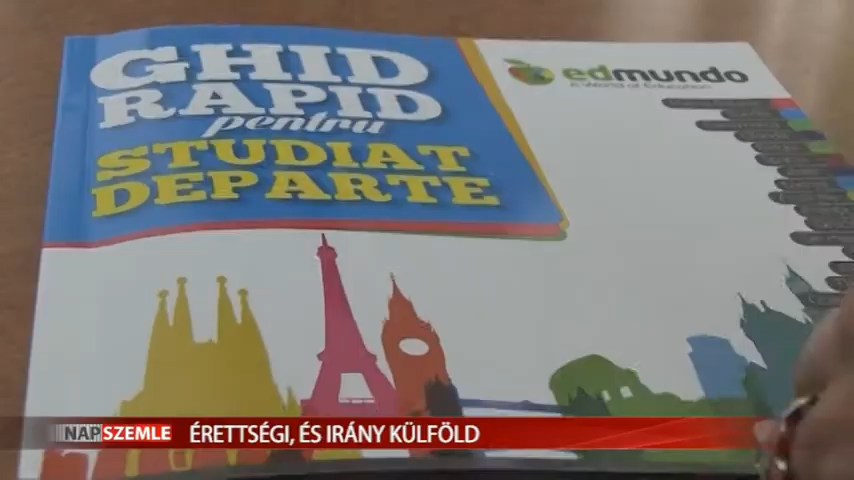 GHID
RAPID
pentru
STUDIAT
DEPARTE
edmundo
A World of Education
NAPSZEMLE
ÉRETTSÉGI, ÉS IRÁNY KÜLFÖLD